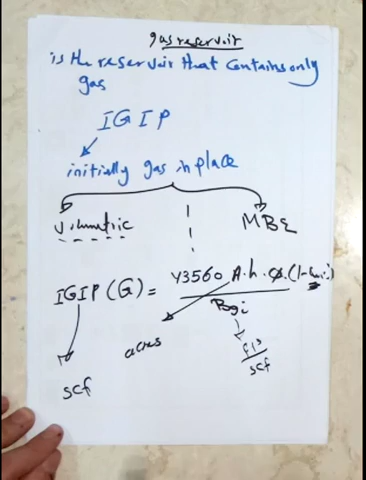 gas reservoir
is the reservoir that contains only
gas
IGIP
initially gas in place
volumetric
MBE
IGIP (G) = 43560 A.h.Ø.(1-Swi)
Bgi
acres
ft3
scf
scf